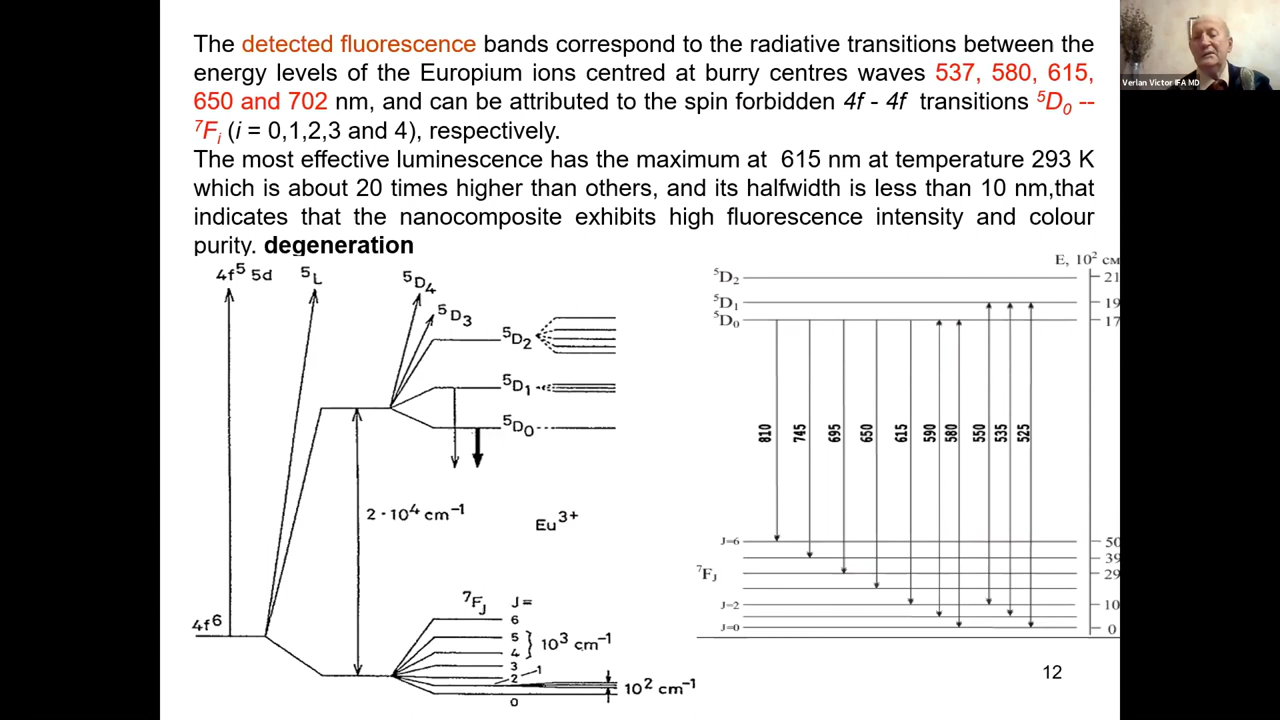 The detected fluorescence bands correspond to the radiative transitions between the
energy levels of the Europium ions centred at burry centres waves 537, 580, 615,
650 and 702 nm, and can be attributed to the spin forbidden 4f - 4f transitions ⁵D₀ --
⁷Fᵢ (i = 0,1,2,3 and 4), respectively.
The most effective luminescence has the maximum at 615 nm at temperature 293 K
which is about 20 times higher than others, and its halfwidth is less than 10 nm,that
indicates that the nanocomposite exhibits high fluorescence intensity and colour
purity. degeneration
Verlan Victor IFA MD
4f⁵ 5d
⁵L
⁵D₄
⁵D₃
⁵D₂
⁵D₁
⁵D₀
2 · 10⁴ cm⁻¹
Eu³⁺
⁷F_J J=
6
5
4
3
2
1
0
10³ cm⁻¹
10² cm⁻¹
4f⁶
E, 10² см
⁵D₂
21
⁵D₁
19
⁵D₀
17
810 745 695 650 615 590 580 550 535 525
J=6
50
39
⁷F_J
29
J=2
10
J=0
0
12